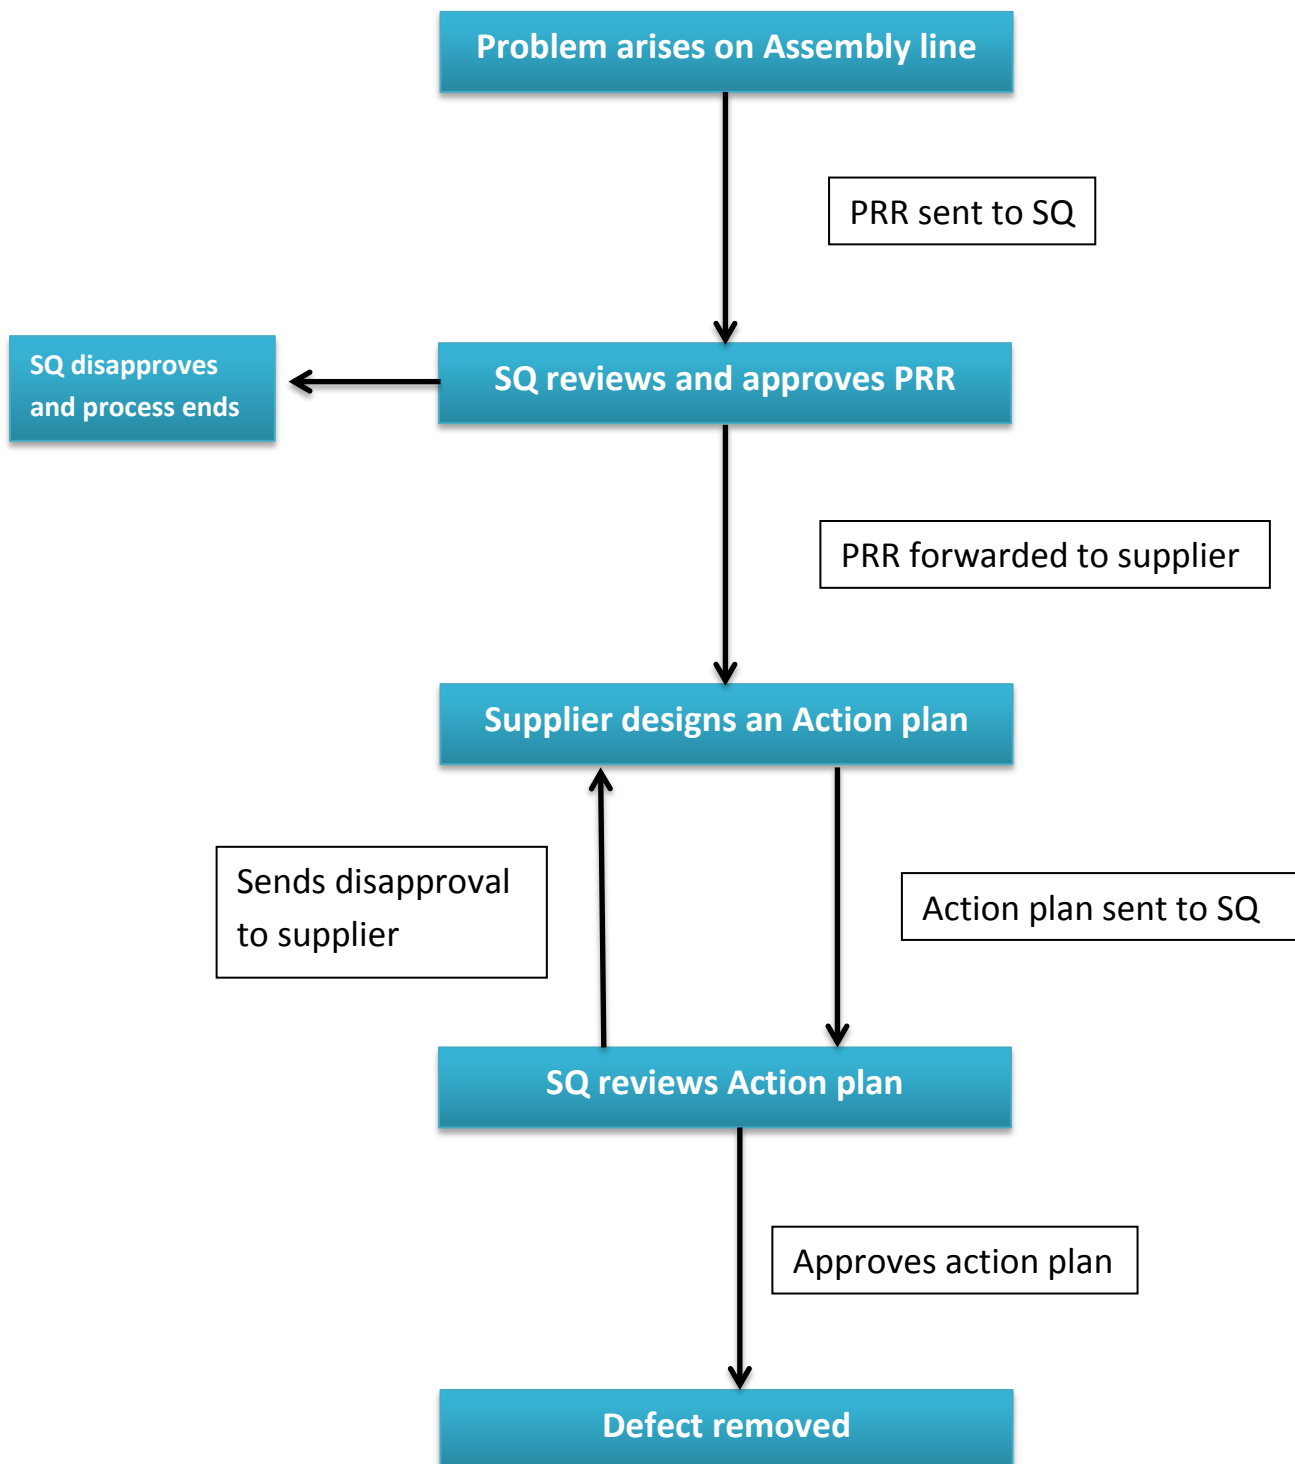 Problem arises on Assembly line
PRR sent to SQ
SQ disapproves
and process ends
SQ reviews and approves PRR
PRR forwarded to supplier
Supplier designs an Action plan
Sends disapproval
to supplier
Action plan sent to SQ
SQ reviews Action plan
Approves action plan
Defect removed